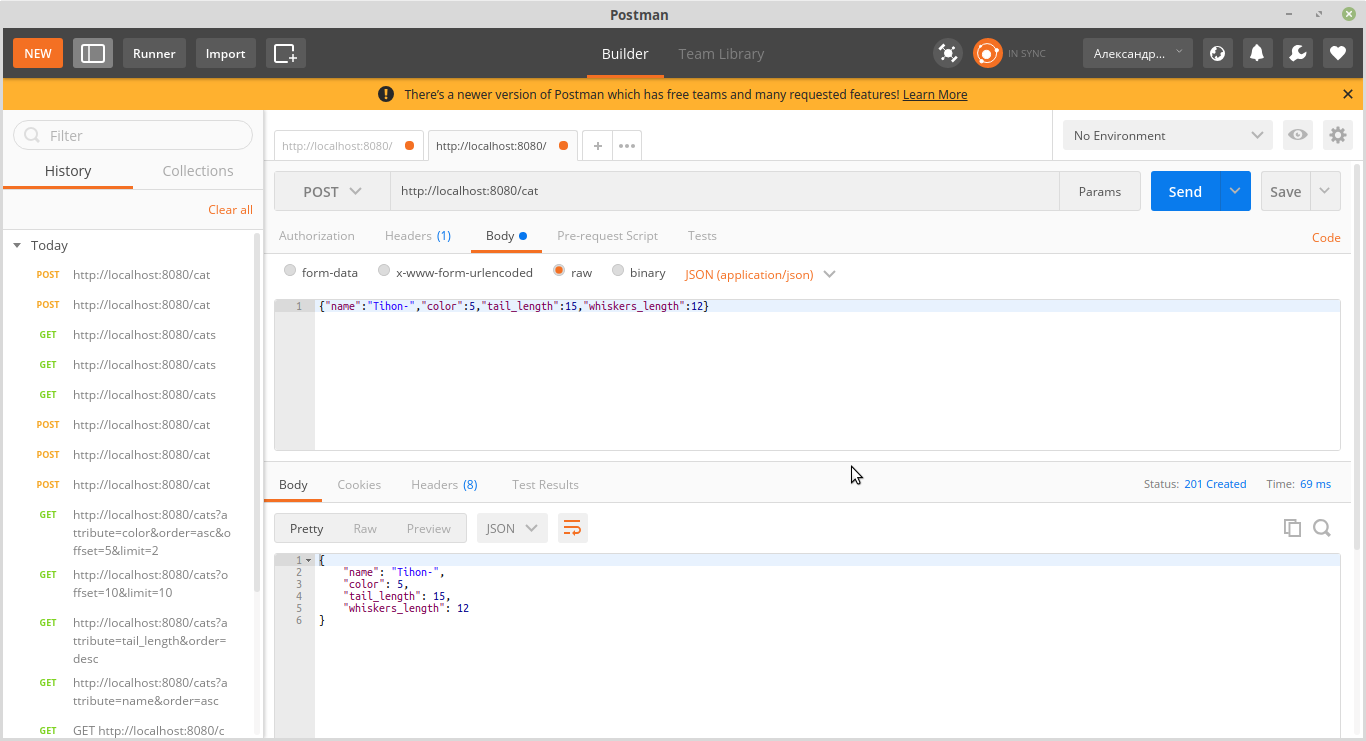 Postman
NEW Runner Import Builder Team Library IN SYNC Александр...
There's a newer version of Postman which has free teams and many requested features! Learn More
Filter
History Collections
Clear all
Today
POST http://localhost:8080/cat
POST http://localhost:8080/cat
GET http://localhost:8080/cats
GET http://localhost:8080/cats
GET http://localhost:8080/cats
POST http://localhost:8080/cat
POST http://localhost:8080/cat
POST http://localhost:8080/cat
GET http://localhost:8080/cats?a
ttribute=color&order=asc&o
ffset=5&limit=2
GET http://localhost:8080/cats?o
ffset=10&limit=10
GET http://localhost:8080/cats?a
ttribute=tail_length&order=
desc
GET http://localhost:8080/cats?a
ttribute=name&order=asc
GET GET http://localhost:8080/c
http://localhost:8080/ http://localhost:8080/ + •••
No Environment
POST http://localhost:8080/cat Params Send Save
Authorization Headers (1) Body Pre-request Script Tests Code
form-data x-www-form-urlencoded raw binary JSON (application/json)
1 {"name":"Tihon-","color":5,"tail_length":15,"whiskers_length":12}
Body Cookies Headers (8) Test Results Status: 201 Created Time: 69 ms
Pretty Raw Preview JSON
1 {
2 "name": "Tihon-",
3 "color": 5,
4 "tail_length": 15,
5 "whiskers_length": 12
6 }